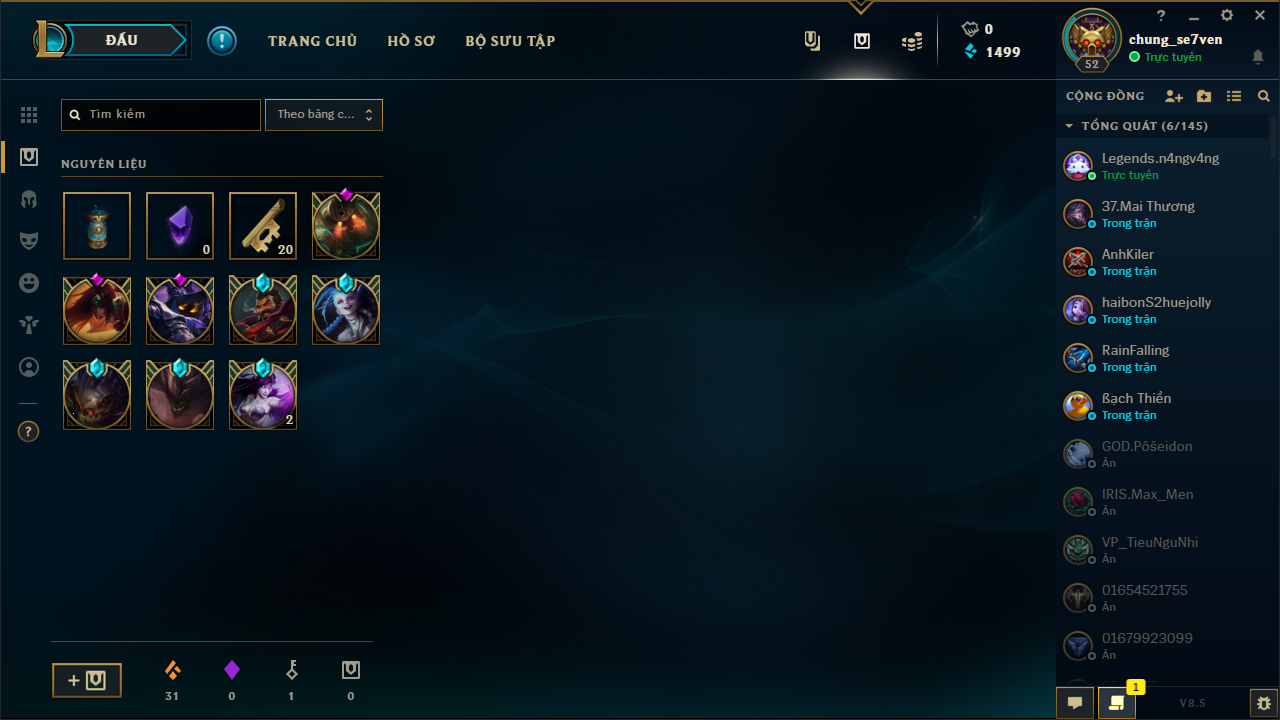 ĐẤU
TRANG CHỦ
HỒ SƠ
BỘ SƯU TẬP
0
1499
52
chung_se7ven
Trực tuyến
Tìm kiếm
Theo bảng c...
NGUYÊN LIỆU
0
20
2
31
0
1
0
CỘNG ĐỒNG
TỔNG QUÁT (6/145)
Legends.n4ngv4ng
Trực tuyến
37.Mai Thương
Trong trận
AnhKiler
Trong trận
haibonS2huejolly
Trong trận
RainFalling
Trong trận
ßạch Thiển
Trong trận
GOD.Pôšeidon
Ẩn
IRIS.Max_Men
Ẩn
VP_TieuNguNhi
Ẩn
01654521755
Ẩn
01679923099
Ẩn
1
V8.5